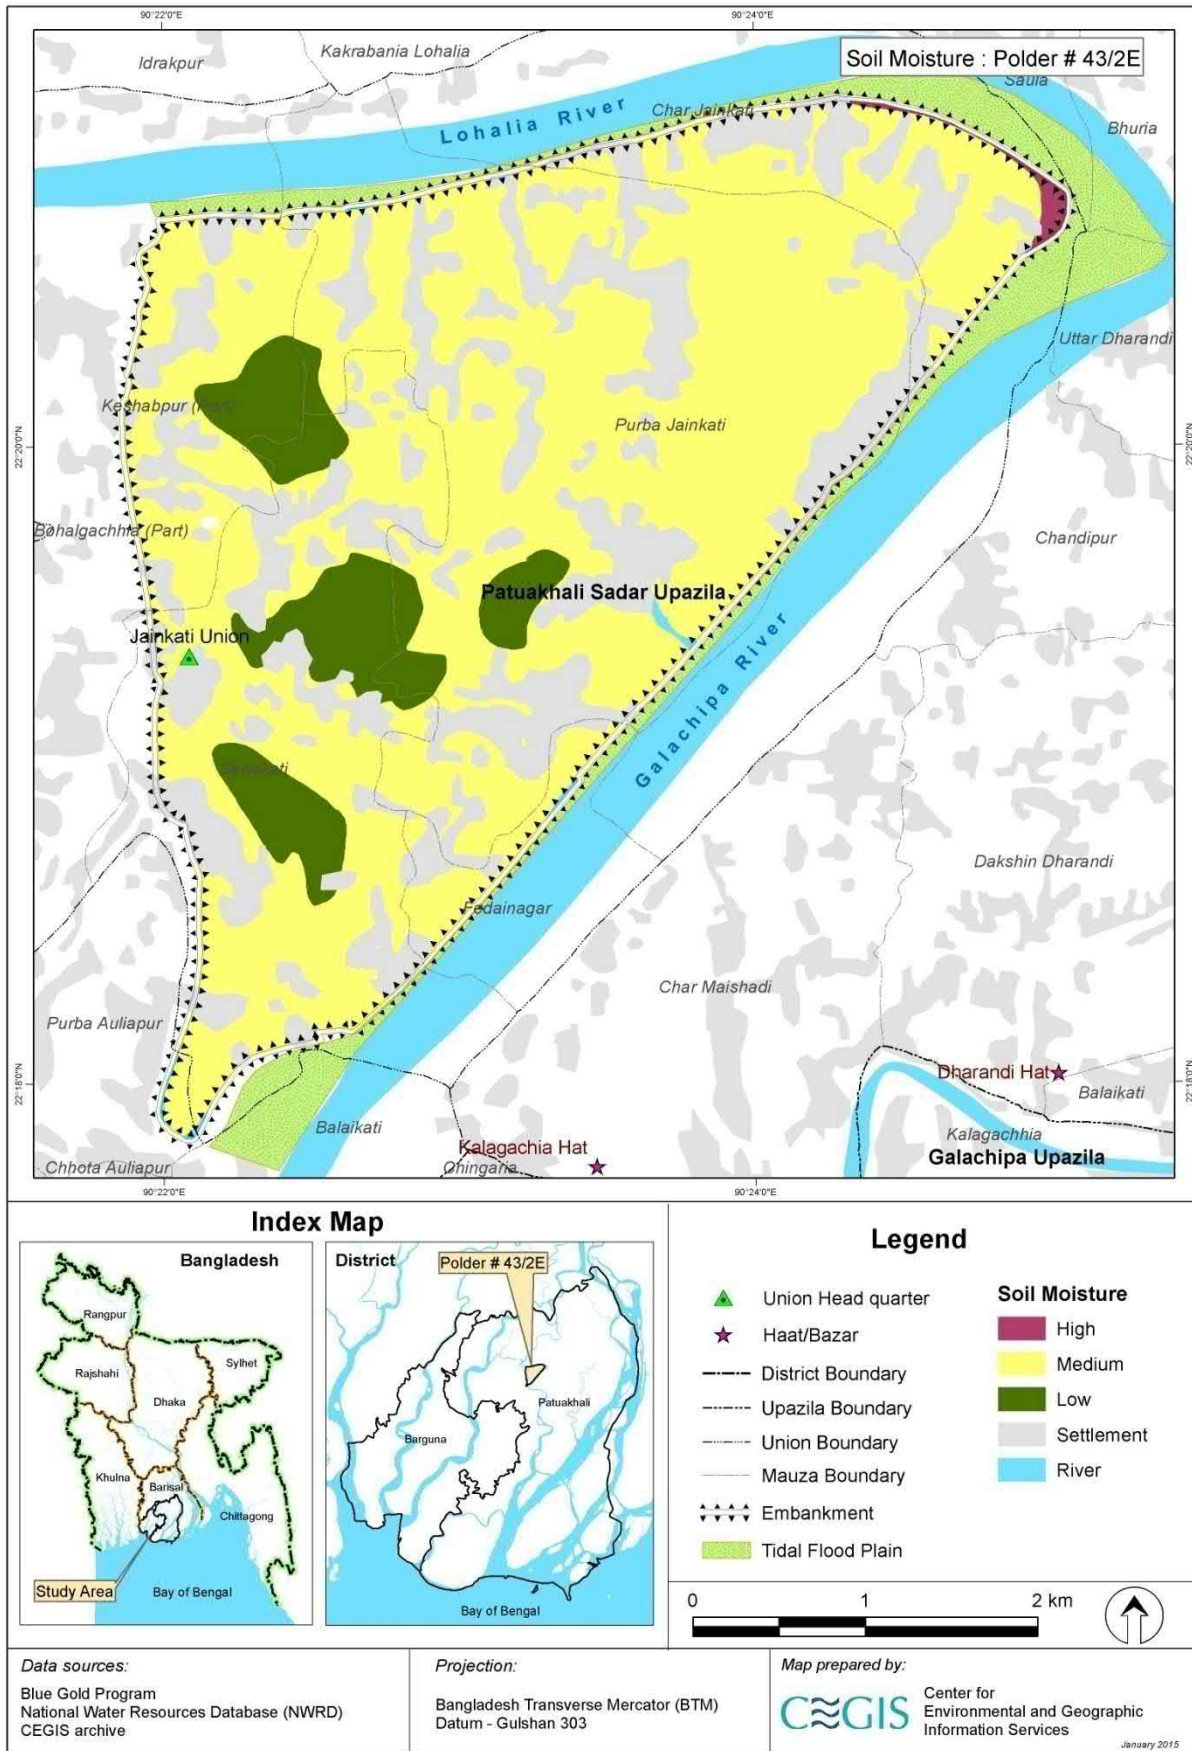 90°22'0"E
90°24'0"E
Soil Moisture : Polder # 43/2E
Idrakpur
Kakrabania Lohalia
Saula
Lohalia River
Char Jainkati
Bhuria
Uttar Dharandi
Keshabpur (Part)
Purba Jainkati
22°20'0"N
22°20'0"N
Bohalgachhia (Part)
Chandipur
Patuakhali Sadar Upazila
Jainkati Union
Galachipa River
Dakshin Dharandi
Fedainagar
Char Maishadi
Purba Auliapur
22°18'0"N
22°18'0"N
Dharandi Hat
Balaikati
Balaikati
Kalagachhia
Kalagachia Hat
Galachipa Upazila
Chhota Auliapur
Ohingaria
90°22'0"E
90°24'0"E
Index Map
Bangladesh
Rangpur
Rajshahi
Sylhet
Dhaka
Khulna
Barisal
Chittagong
Study Area
Bay of Bengal
District
Polder # 43/2E
Patuakhali
Barguna
Bay of Bengal
Legend
Union Head quarter
Haat/Bazar
District Boundary
Upazila Boundary
Union Boundary
Mauza Boundary
Embankment
Tidal Flood Plain
Soil Moisture
High
Medium
Low
Settlement
River
0 1 2 km
Data sources:
Blue Gold Program
National Water Resources Database (NWRD)
CEGIS archive
Projection:
Bangladesh Transverse Mercator (BTM)
Datum - Gulshan 303
Map prepared by:
CEGIS
Center for
Environmental and Geographic
Information Services
January 2015